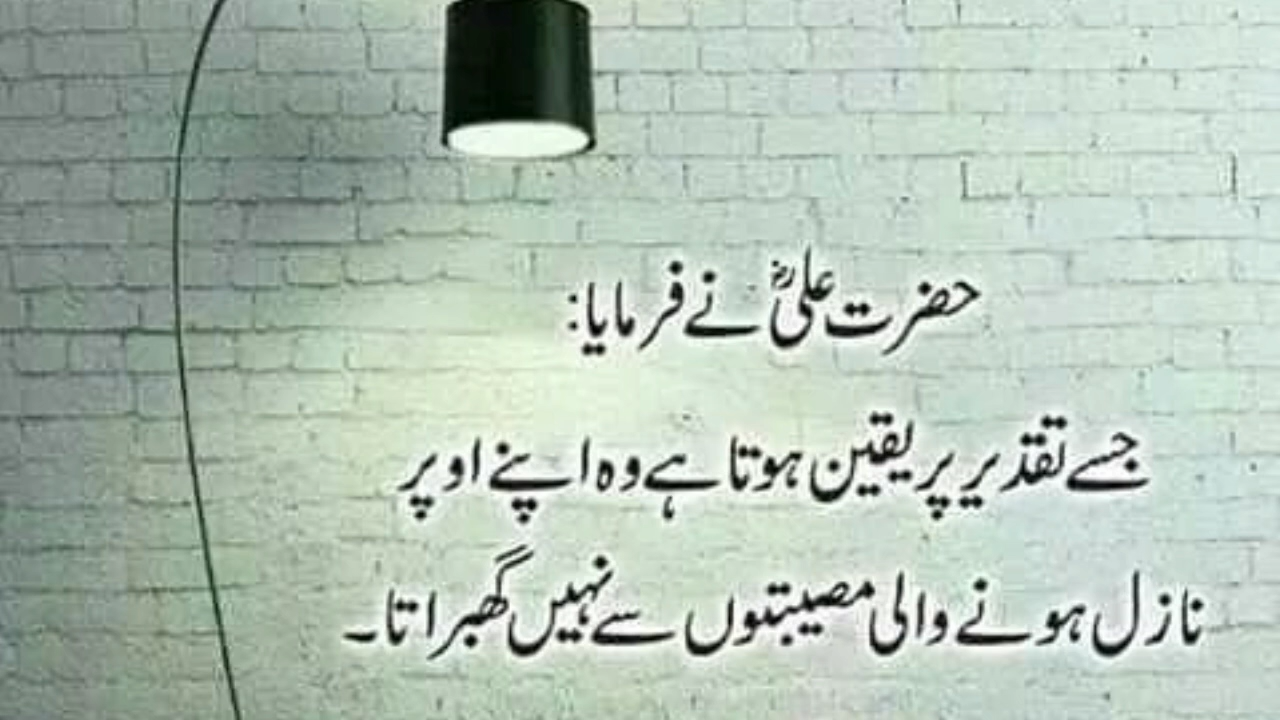 حضرت علیؓ نے فرمایا:
جسے تقدیر پر یقین ہوتا ہے وہ اپنے اوپر
نازل ہونے والی مصیبتوں سے نہیں گھبراتا۔